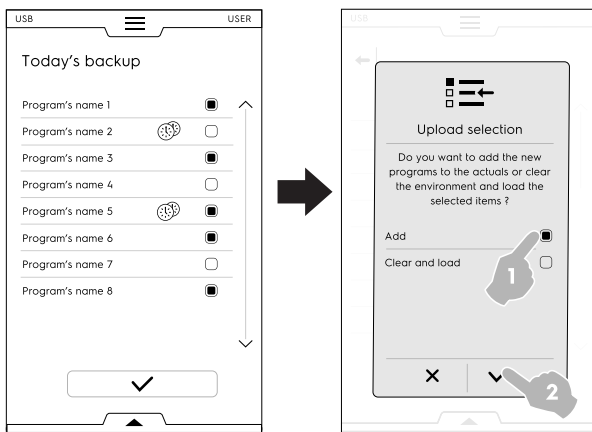 USB
USER
Today's backup
Program's name 1
Program's name 2
Program's name 3
Program's name 4
Program's name 5
Program's name 6
Program's name 7
Program's name 8
USB
Upload selection
Do you want to add the new
programs to the actuals or clear
the environment and load the
selected items ?
Add
Clear and load
1
2